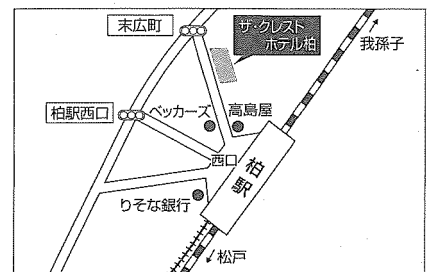 末広町
ザ・クレスト
ホテル柏
我孫子
柏駅西口
ベッカーズ
高島屋
西口
柏駅
りそな銀行
松戸